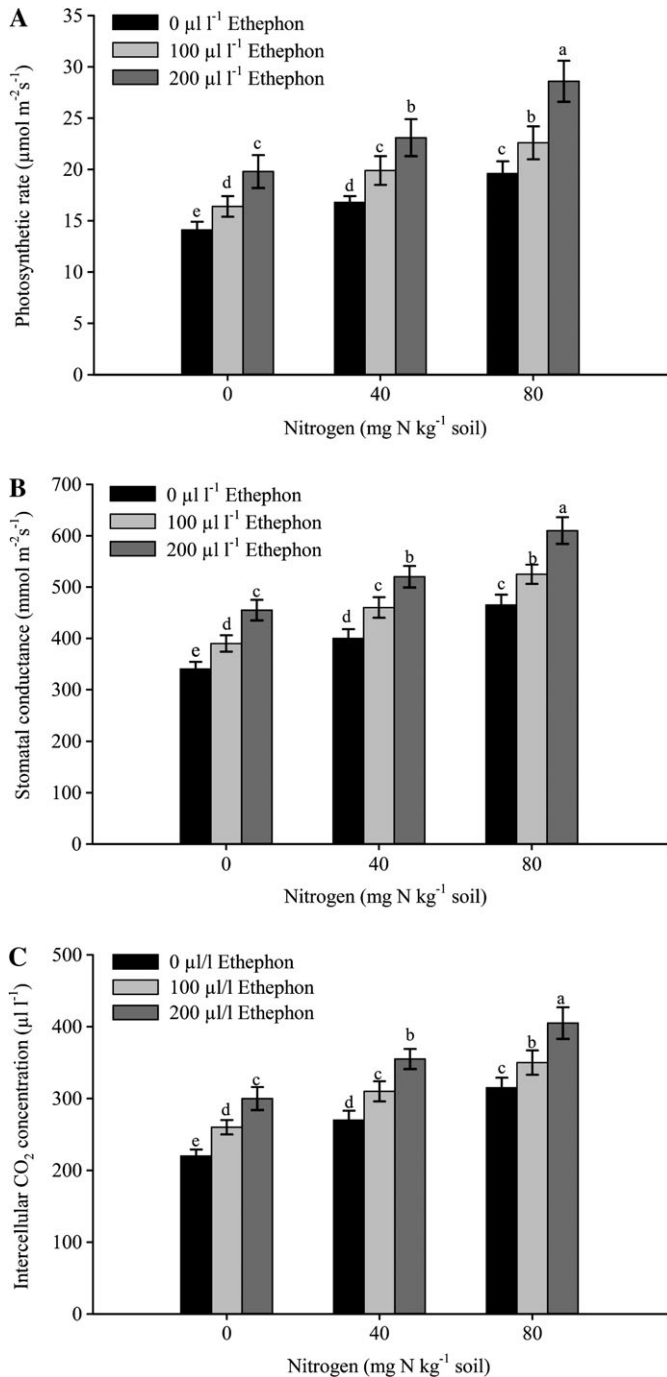 A
0 µl l⁻¹ Ethephon
100 µl l⁻¹ Ethephon
200 µl l⁻¹ Ethephon
Photosynthetic rate (µmol m⁻²s⁻¹)
35
30
25
20
15
10
5
0
e d c
d c b
c b a
0 40 80
Nitrogen (mg N kg⁻¹ soil)
B
0 µl l⁻¹ Ethephon
100 µl l⁻¹ Ethephon
200 µl l⁻¹ Ethephon
Stomatal conductance (mmol m⁻²s⁻¹)
700
600
500
400
300
200
100
0
e d c
d c b
c b a
0 40 80
Nitrogen (mg N kg⁻¹ soil)
C
0 µl/l Ethephon
100 µl/l Ethephon
200 µl/l Ethephon
Intercellular CO₂ concentration (µl l⁻¹)
500
400
300
200
100
0
e d c
d c b
c b a
0 40 80
Nitrogen (mg N kg⁻¹ soil)